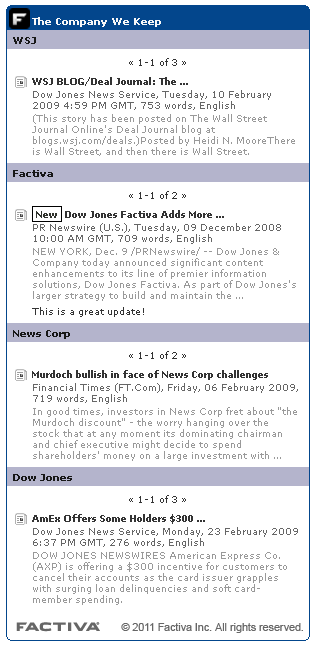 F The Company We Keep
WSJ
« 1-1 of 3 »
WSJ BLOG/Deal Journal: The ...
Dow Jones News Service, Tuesday, 10 February
2009 4:59 PM GMT, 753 words, English
(This story has been posted on The Wall Street
Journal Online's Deal Journal blog at
blogs.wsj.com/deals.)Posted by Heidi N. MooreThere
is Wall Street, and then there is Wall Street.
Factiva
« 1-1 of 2 »
New Dow Jones Factiva Adds More ...
PR Newswire (U.S.), Tuesday, 09 December 2008
10:00 AM GMT, 709 words, English
NEW YORK, Dec. 9 /PRNewswire/ -- Dow Jones &
Company today announced significant content
enhancements to its line of premier information
solutions, Dow Jones Factiva. As part of Dow Jones's
larger strategy to build and maintain the ...
This is a great update!
News Corp
« 1-1 of 2 »
Murdoch bullish in face of News Corp challenges
Financial Times (FT.Com), Friday, 06 February 2009,
719 words, English
In good times, investors in News Corp fret about "the
Murdoch discount" - the worry hanging over the
stock that at any moment its dominating chairman
and chief executive might decide to spend
shareholders' money on a large investment with ...
Dow Jones
« 1-1 of 3 »
AmEx Offers Some Holders $300 ...
Dow Jones News Service, Monday, 23 February 2009
6:37 PM GMT, 276 words, English
DOW JONES NEWSWIRES American Express Co.
(AXP) is offering a $300 incentive for customers to
cancel their accounts as the card issuer grapples
with surging loan delinquencies and soft card-
member spending.
FACTIVA © 2011 Factiva Inc. All rights reserved.